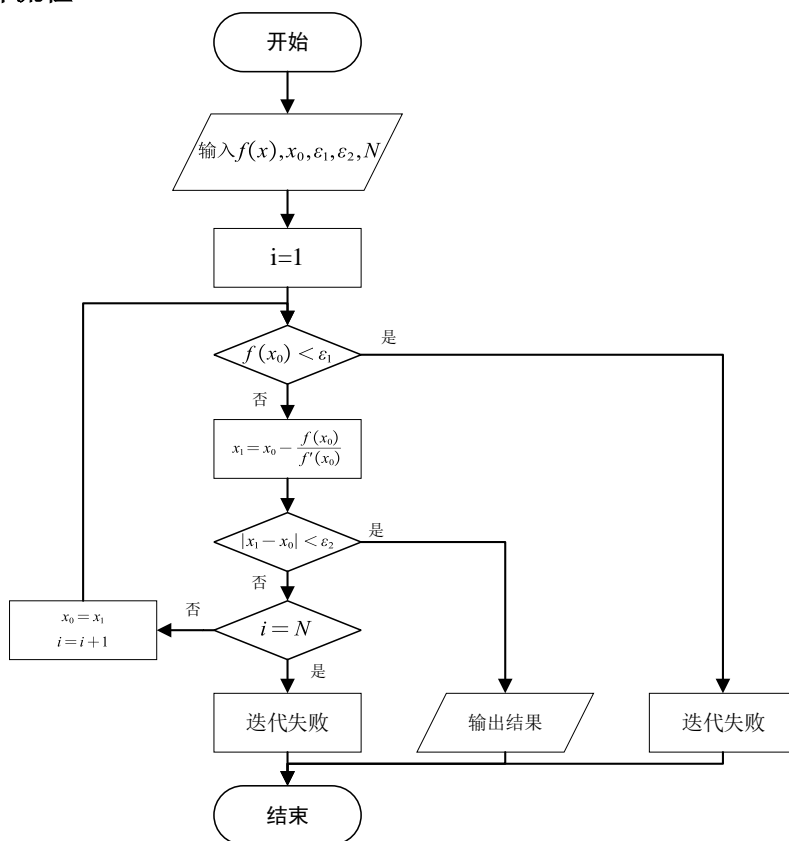 开始
输入f(x),x₀,ε₁,ε₂,N
i=1
f(x₀)<ε₁
是
否
x₁=x₀-f(x₀)/f′(x₀)
|x₁-x₀|<ε₂
是
否
i=N
否
x₀=x₁
i=i+1
是
迭代失败
输出结果
迭代失败
结束